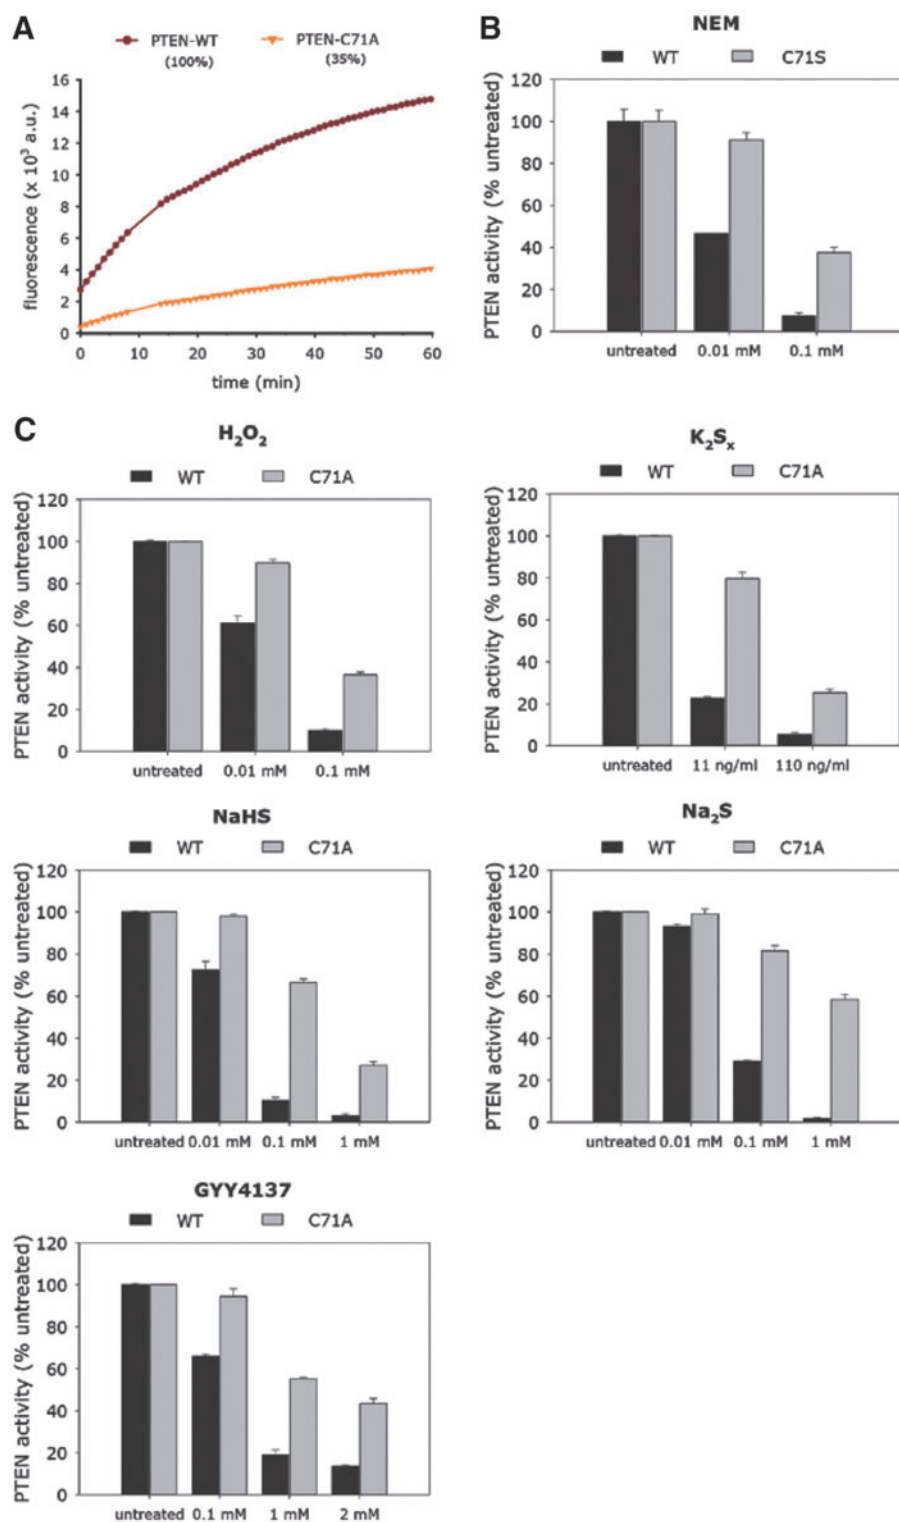 A
PTEN-WT PTEN-C71A
(100%) (35%)
fluorescence (x 10³ a.u.)
16
14
12
10
8
6
4
2
0
0 10 20 30 40 50 60
time (min)
B
NEM
WT C71S
PTEN activity (% untreated)
120
100
80
60
40
20
0
untreated 0.01 mM 0.1 mM
C
H₂O₂
WT C71A
PTEN activity (% untreated)
120
100
80
60
40
20
0
untreated 0.01 mM 0.1 mM
K₂Sₓ
WT C71A
PTEN activity (% untreated)
120
100
80
60
40
20
0
untreated 11 ng/ml 110 ng/ml
NaHS
WT C71A
PTEN activity (% untreated)
120
100
80
60
40
20
0
untreated 0.01 mM 0.1 mM 1 mM
Na₂S
WT C71A
PTEN activity (% untreated)
120
100
80
60
40
20
0
untreated 0.01 mM 0.1 mM 1 mM
GYY4137
WT C71A
PTEN activity (% untreated)
120
100
80
60
40
20
0
untreated 0.1 mM 1 mM 2 mM